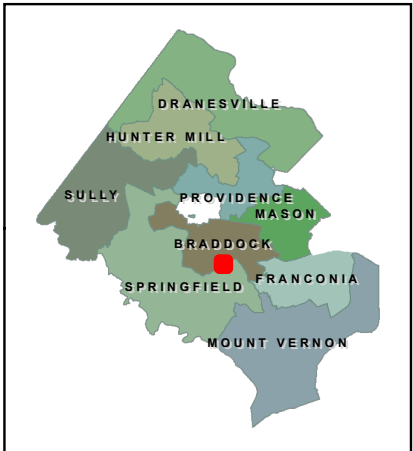 DRANESVILLE
HUNTER MILL
SULLY
PROVIDENCE
MASON
BRADDOCK
FRANCONIA
SPRINGFIELD
MOUNT VERNON